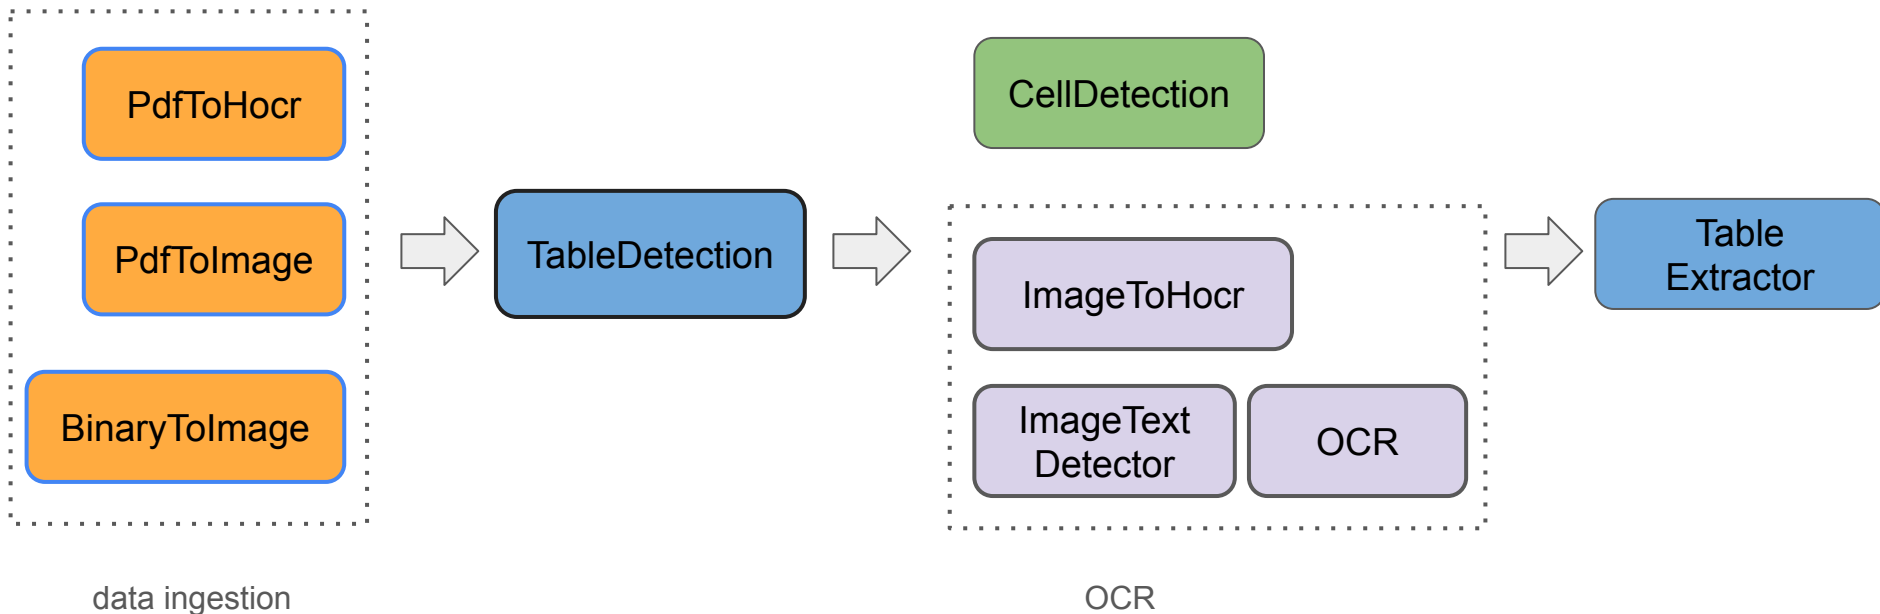 PdfToHocr
PdfToImage
BinaryToImage
data ingestion
TableDetection
CellDetection
ImageToHocr
ImageText
Detector
OCR
OCR
Table
Extractor